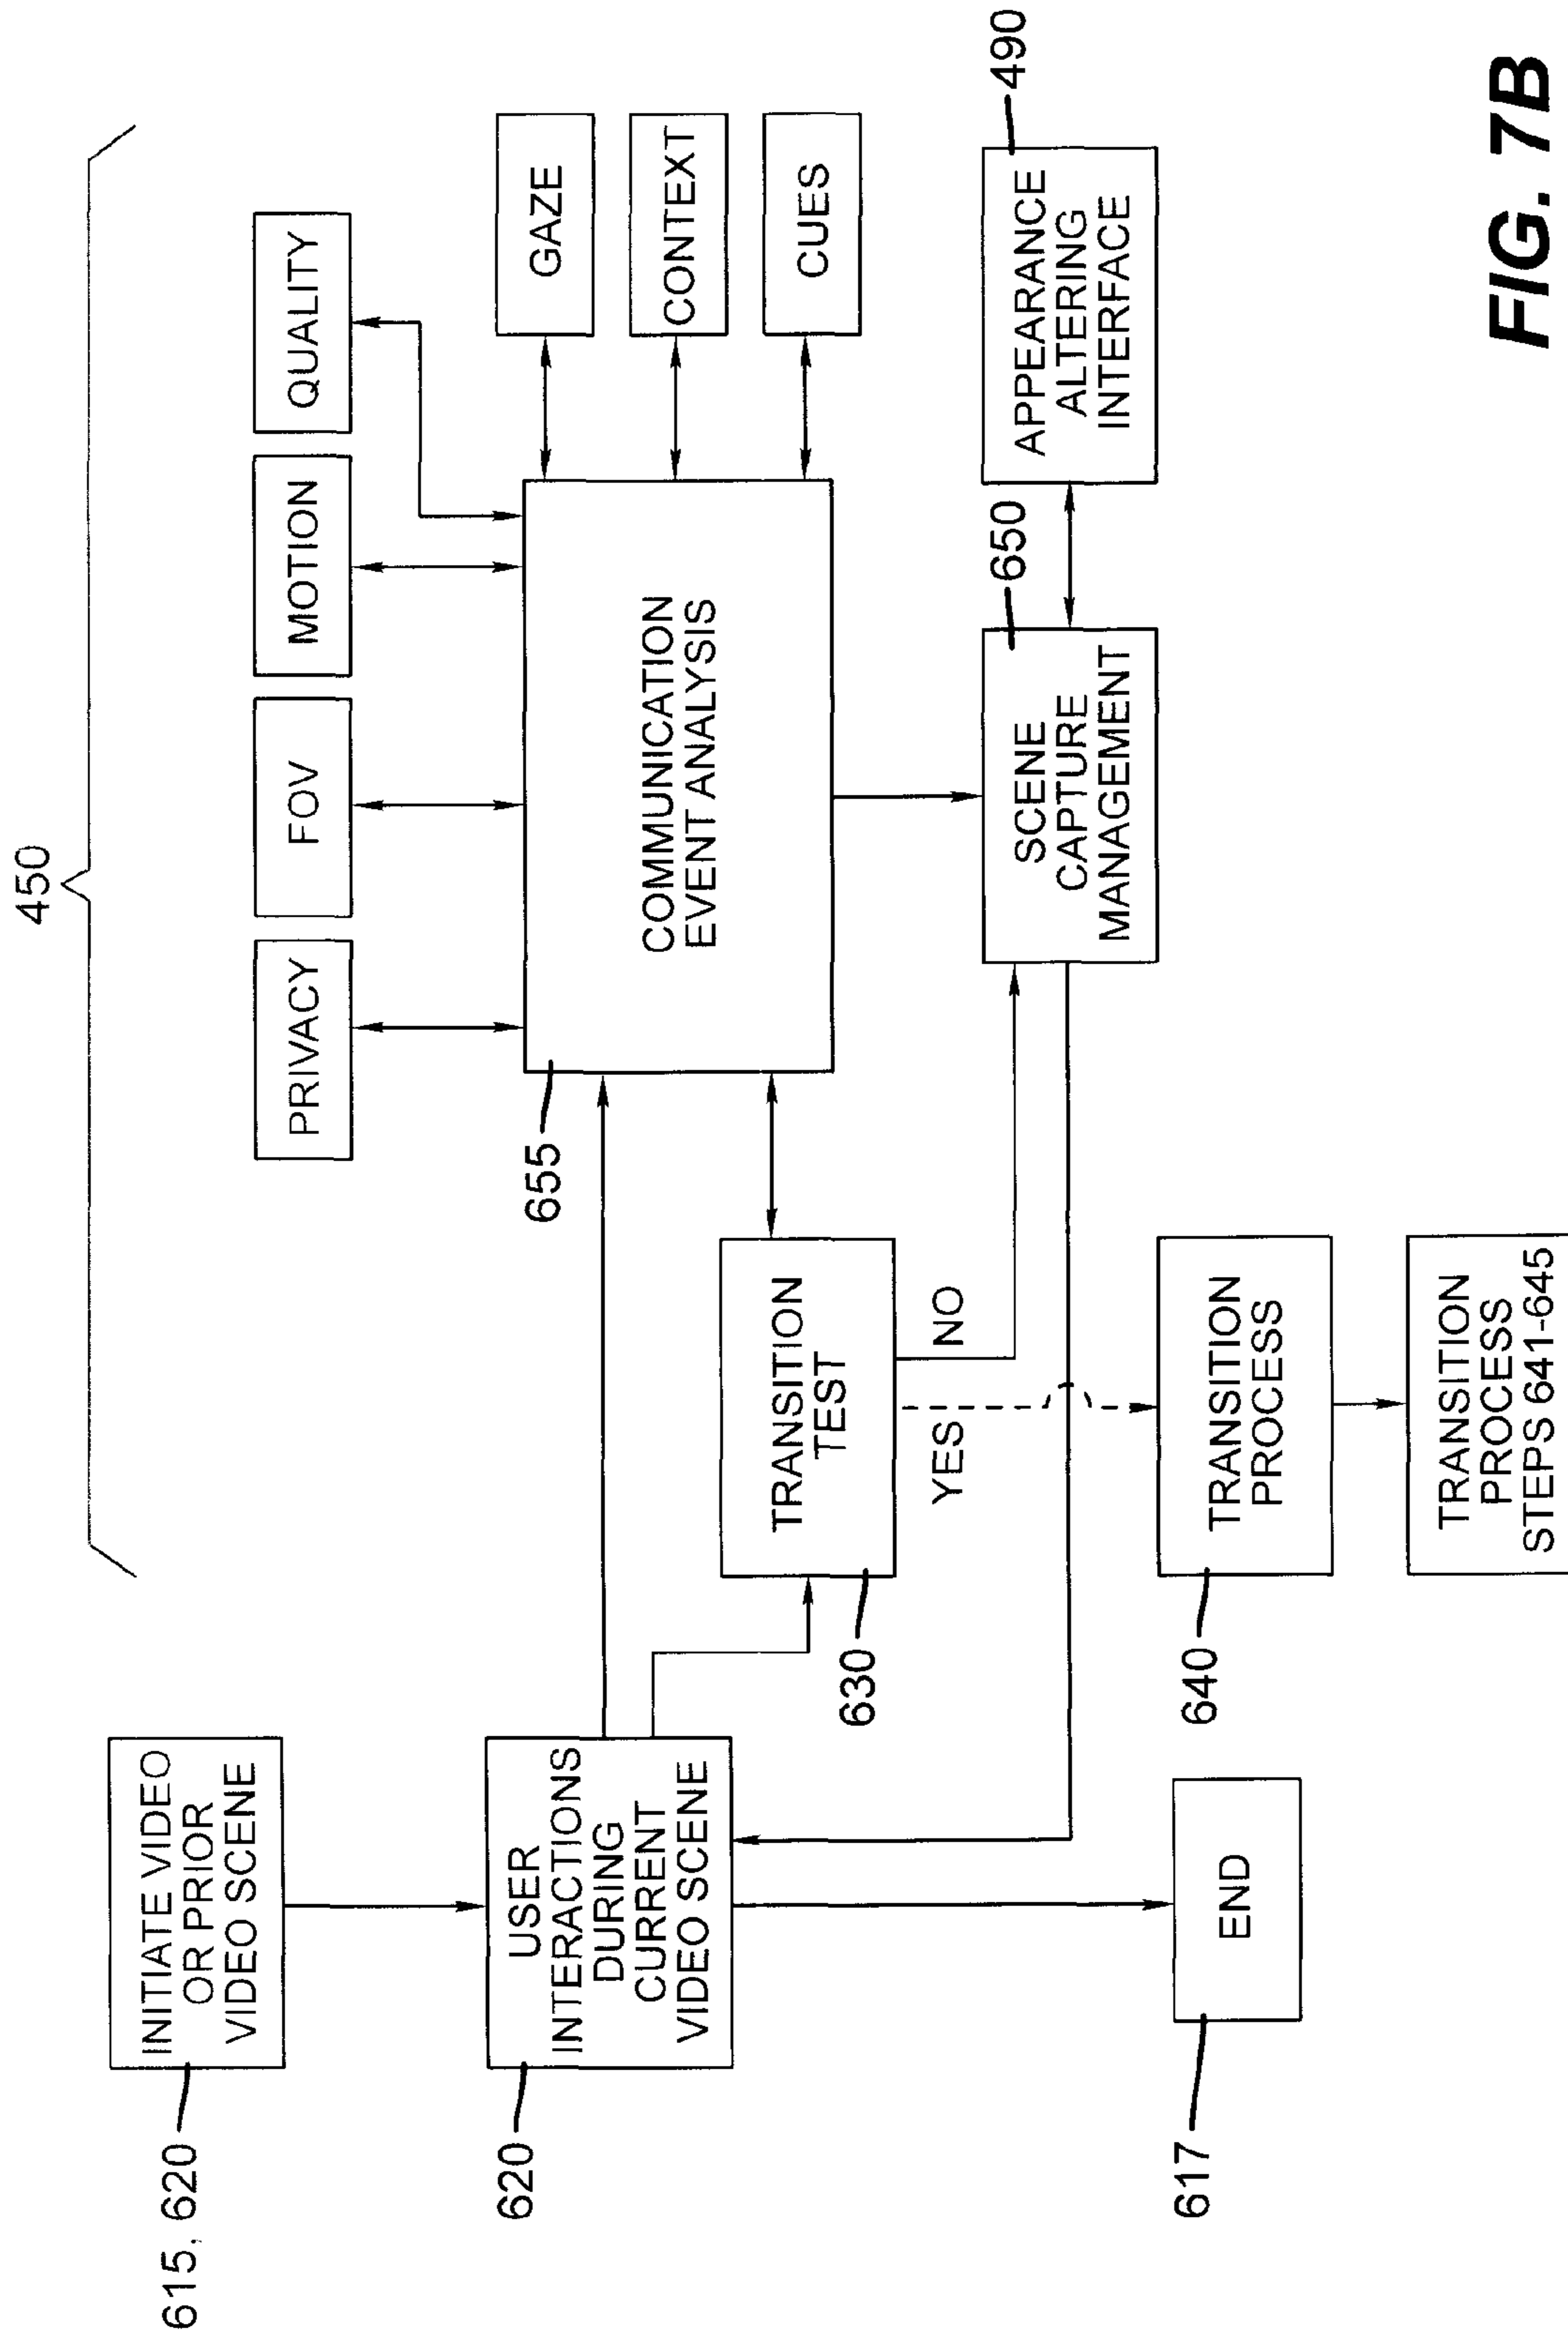 450
PRIVACY
FOV
MOTION
QUALITY
615, 620
INITIATE VIDEO
OR PRIOR
VIDEO SCENE
620
USER
INTERACTIONS
DURING
CURRENT
VIDEO SCENE
655
COMMUNICATION
EVENT ANALYSIS
GAZE
CONTEXT
CUES
630
TRANSITION
TEST
YES
NO
650
SCENE
CAPTURE
MANAGEMENT
490
APPEARANCE
ALTERING
INTERFACE
617
END
640
TRANSITION
PROCESS
TRANSITION
PROCESS
STEPS 641-645
FIG. 7B